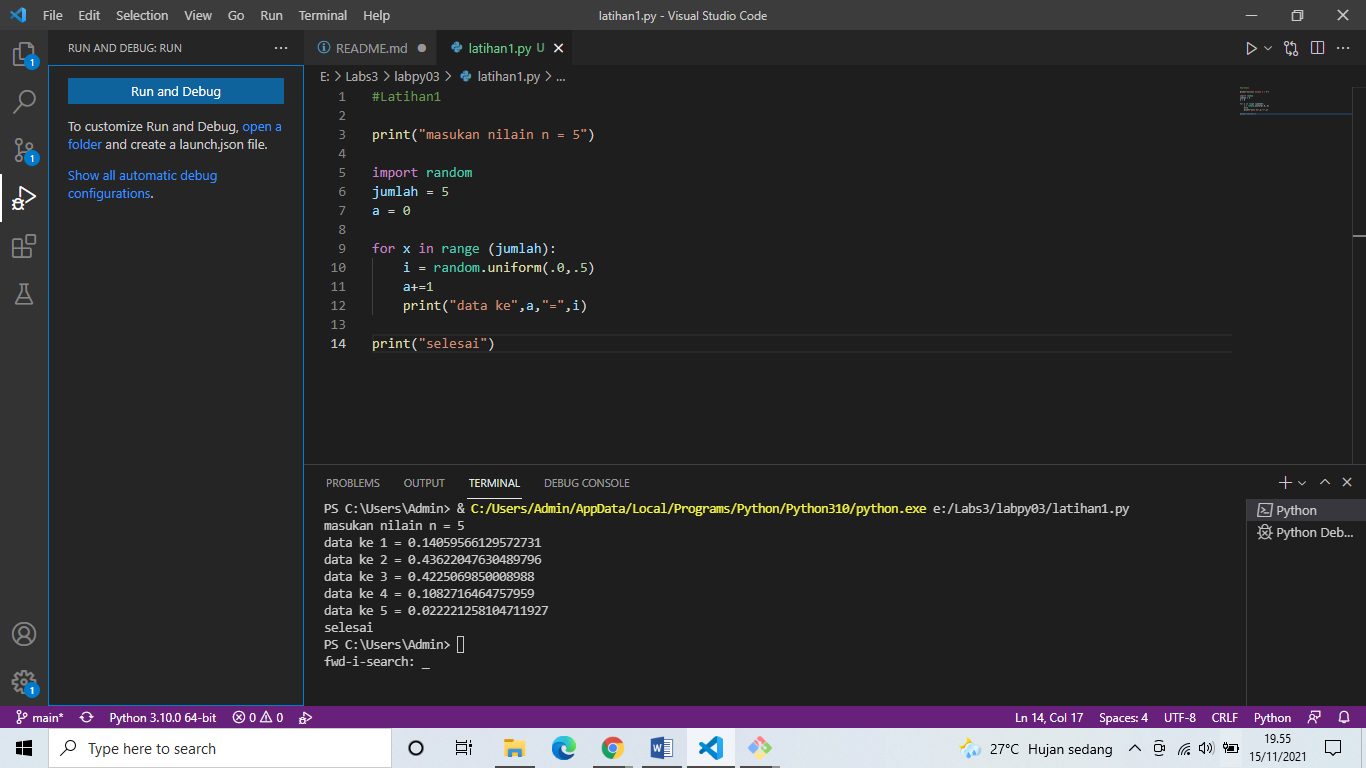 File Edit Selection View Go Run Terminal Help
latihan1.py - Visual Studio Code
RUN AND DEBUG: RUN
Run and Debug
To customize Run and Debug, open a
folder and create a launch.json file.
Show all automatic debug
configurations.
README.md
latihan1.py U
E: > Labs3 > labpy03 > latihan1.py > ...
1 #Latihan1
2
3 print("masukan nilain n = 5")
4
5 import random
6 jumlah = 5
7 a = 0
8
9 for x in range (jumlah):
10 i = random.uniform(.0,.5)
11 a+=1
12 print("data ke",a,"=",i)
13
14 print("selesai")
PROBLEMS OUTPUT TERMINAL DEBUG CONSOLE
PS C:\Users\Admin> & C:/Users/Admin/AppData/Local/Programs/Python/Python310/python.exe e:/Labs3/labpy03/latihan1.py
masukan nilain n = 5
data ke 1 = 0.14059566129572731
data ke 2 = 0.43622047630489796
data ke 3 = 0.4225069850008988
data ke 4 = 0.1082716464757959
data ke 5 = 0.022221258104711927
selesai
PS C:\Users\Admin>
fwd-i-search: _
Python
Python Deb...
1
1
1
main* Python 3.10.0 64-bit 0 0
Ln 14, Col 17 Spaces: 4 UTF-8 CRLF Python
Type here to search
27°C Hujan sedang
19.55
15/11/2021